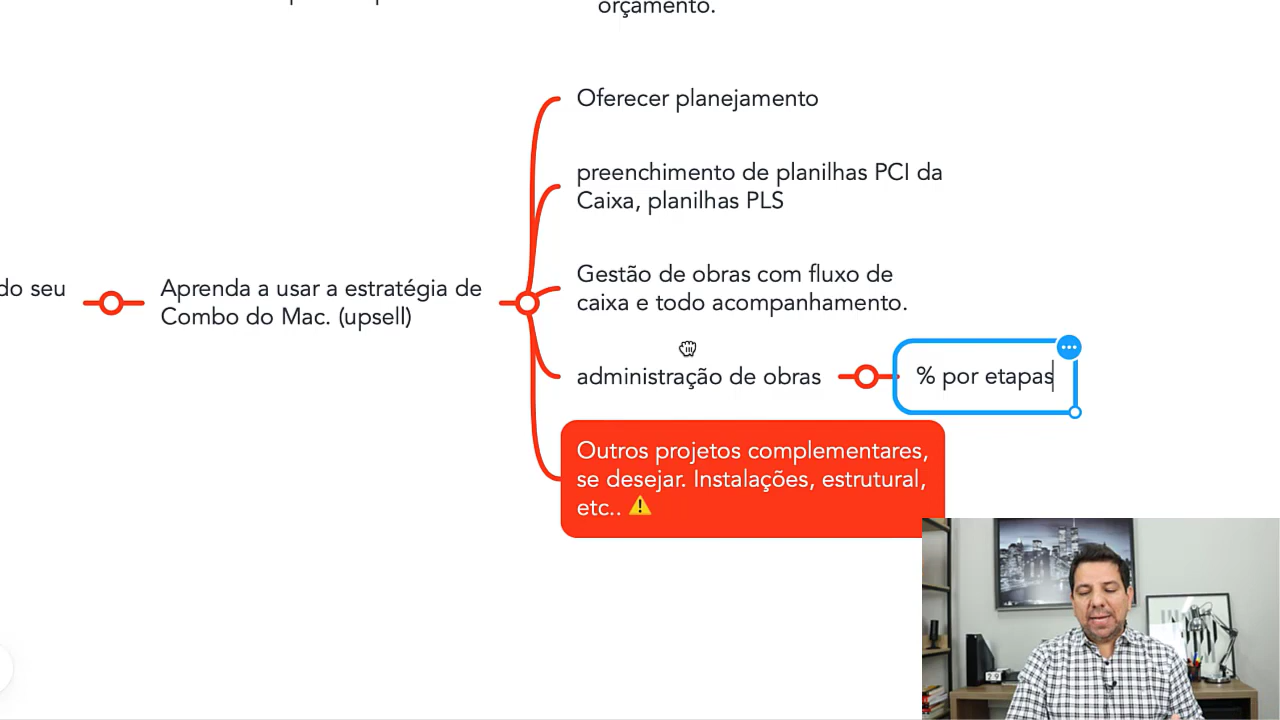 orçamento.
Oferecer planejamento
preenchimento de planilhas PCI da
Caixa, planilhas PLS
do seu
Aprenda a usar a estratégia de
Combo do Mac. (upsell)
Gestão de obras com fluxo de
caixa e todo acompanhamento.
administração de obras
% por etapas
Outros projetos complementares,
se desejar. Instalações, estrutural,
etc.. ⚠️